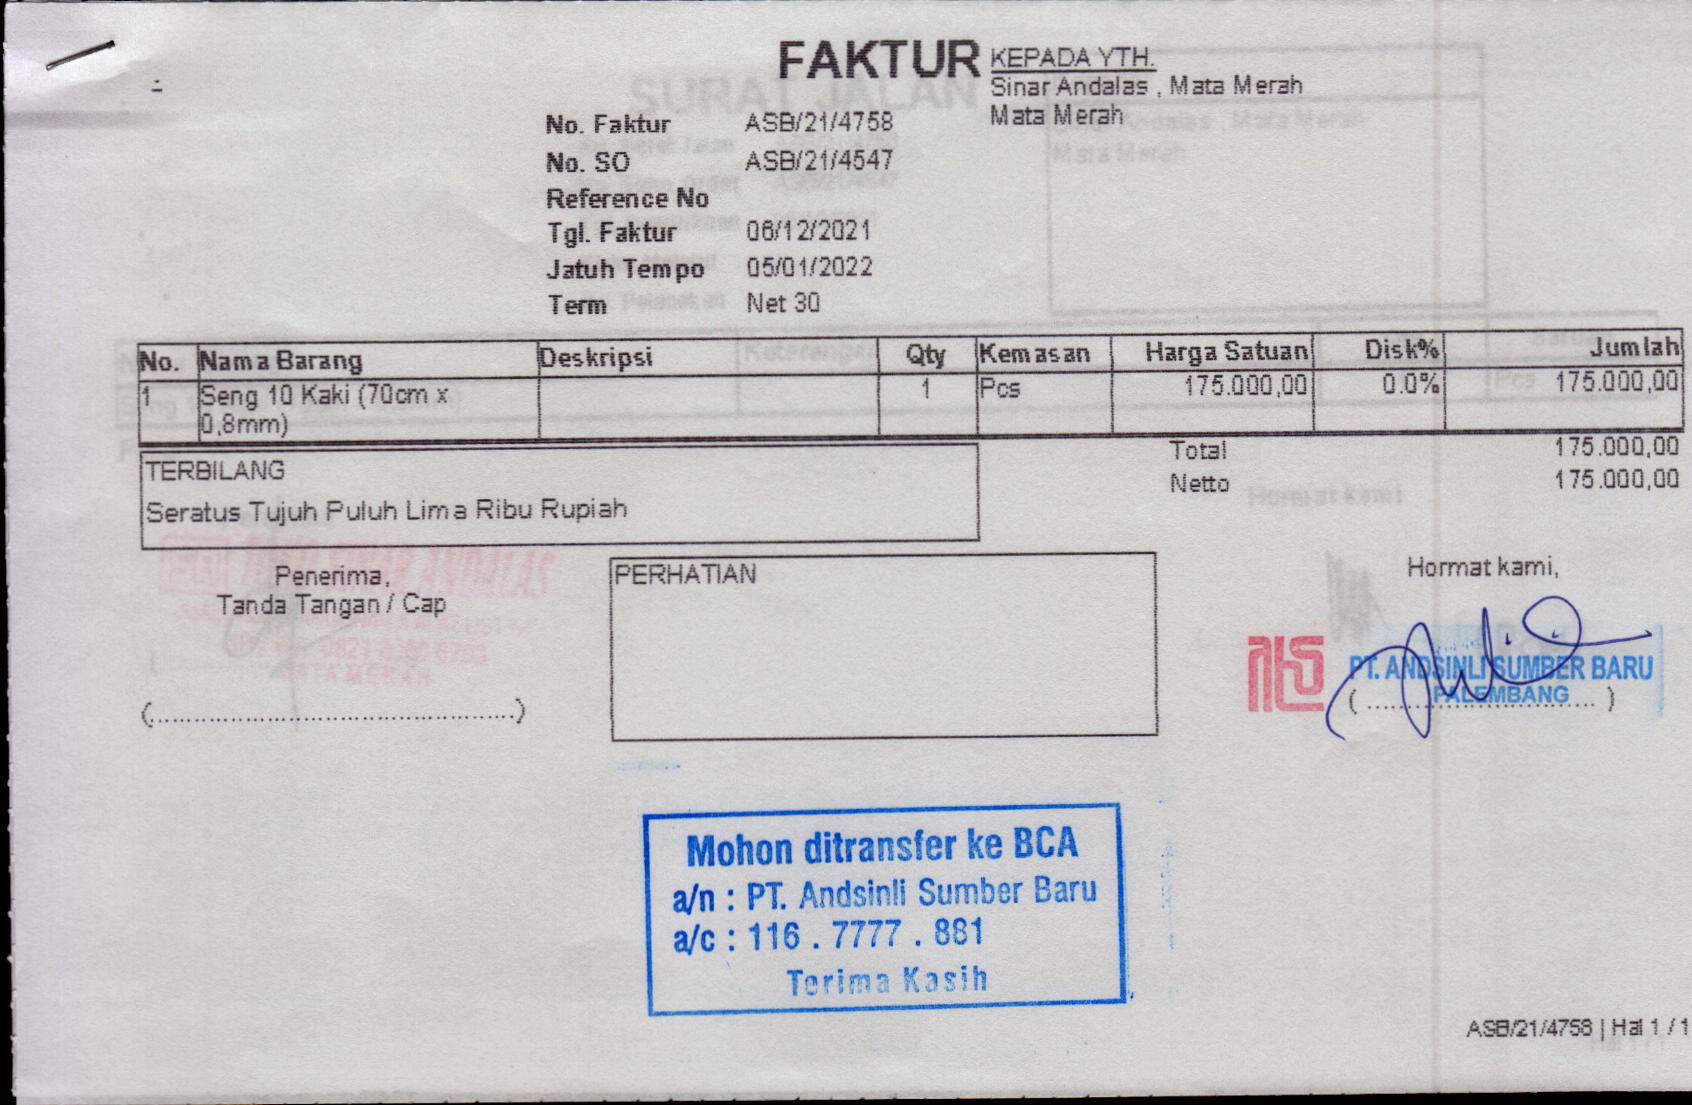 FAKTUR
KEPADA YTH.
Sinar Andalas , Mata Merah
Mata Merah
No. Faktur ASB/21/4758
No. SO ASB/21/4547
Reference No
Tgl. Faktur 06/12/2021
Jatuh Tempo 05/01/2022
Term Net 30
No. Nama Barang Deskripsi Qty Kemasan Harga Satuan Disk% Jumlah
1 Seng 10 Kaki (70cm x 1 Pcs 175.000,00 0.0% 175.000,00
0,8mm)
Total 175.000,00
Netto 175.000,00
TERBILANG
Seratus Tujuh Puluh Lima Ribu Rupiah
Penerima,
Tanda Tangan / Cap
(................................................)
PERHATIAN
Hormat kami,
PT. ANDSINLI SUMBER BARU
PALEMBANG
(..............................)
Mohon ditransfer ke BCA
a/n : PT. Andsinli Sumber Baru
a/c : 116 . 7777 . 881
Terima Kasih
ASB/21/4758 | Hal 1 / 1